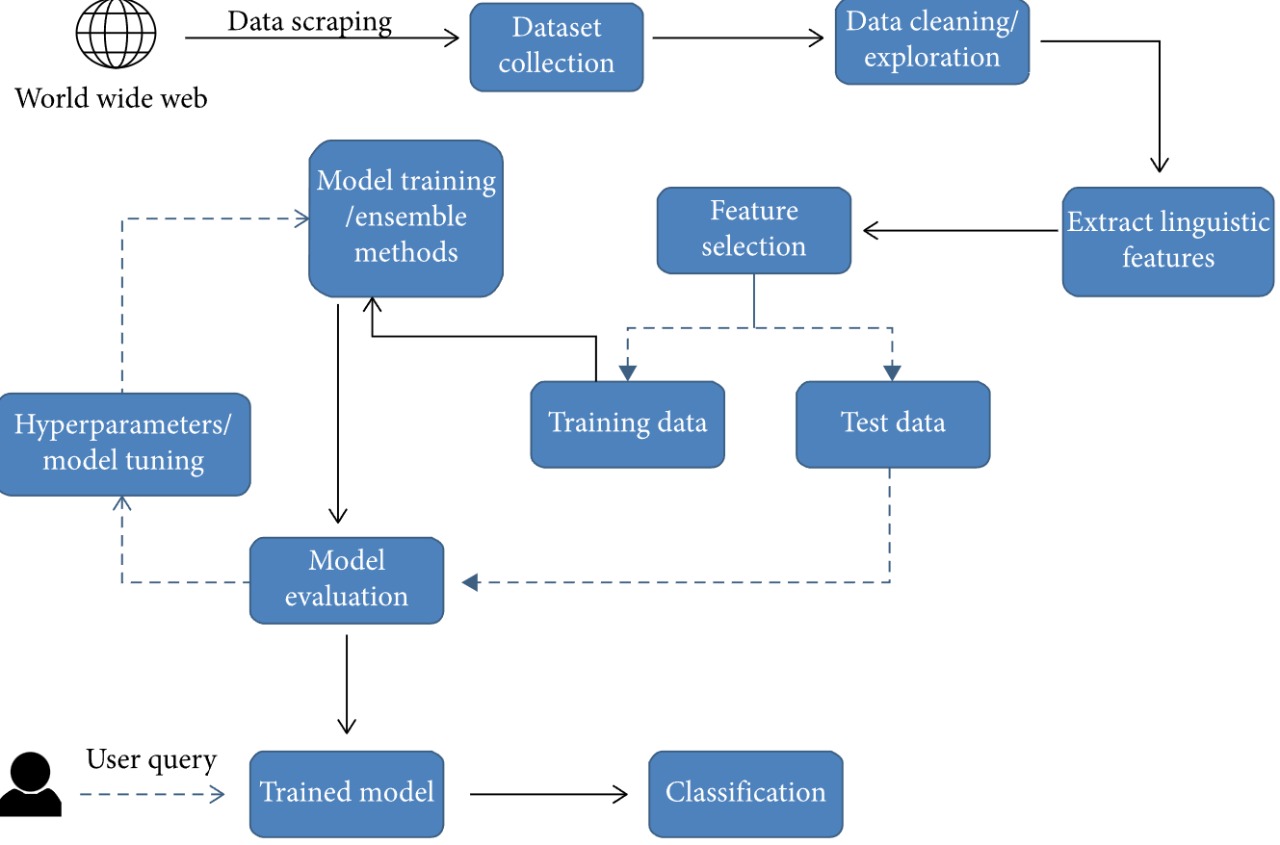 Data scraping
World wide web
Dataset
collection
Data cleaning/
exploration
Model training
/ensemble
methods
Feature
selection
Extract linguistic
features
Hyperparameters/
model tuning
Training data
Test data
Model
evaluation
User query
Trained model
Classification